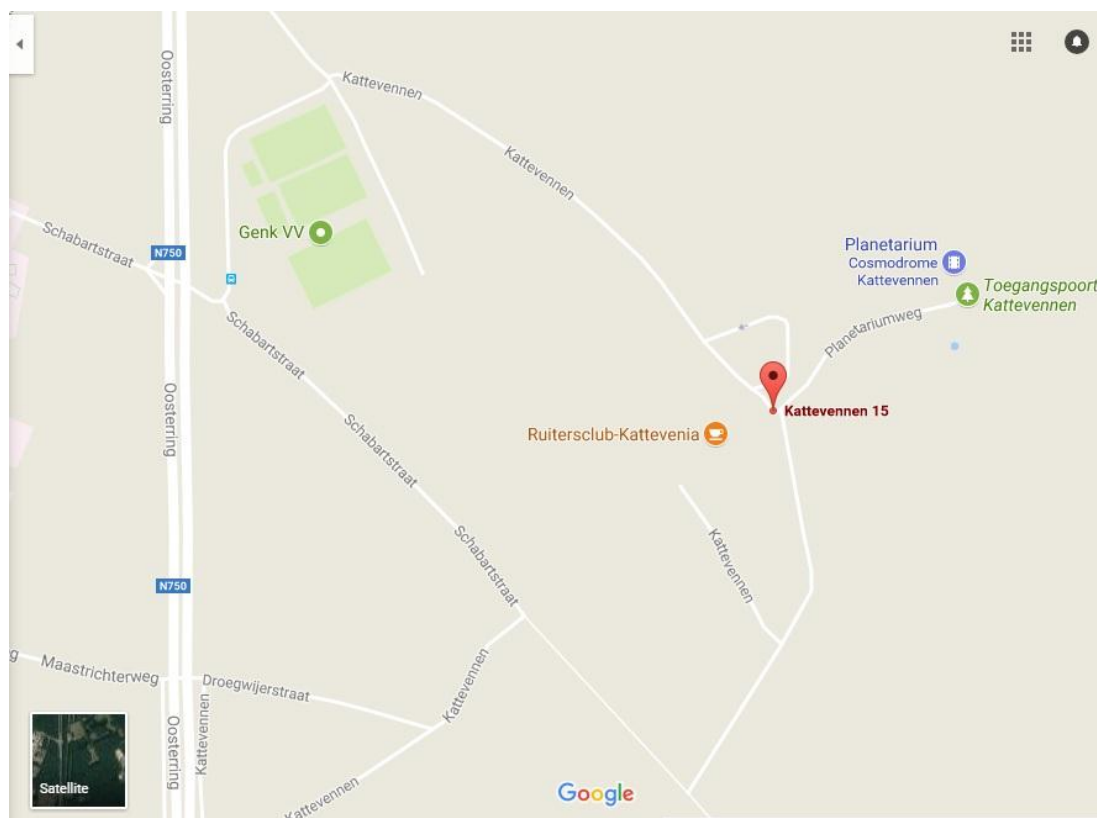 Oosterring
Kattevennen
Kattevennen
Genk VV
Schabartstraat
N750
Planetarium
Cosmodrome
Kattevennen
Toegangspoort
Kattevennen
Planetariumweg
Schabartstraat
Oosterring
Kattevennen 15
Ruitersclub-Kattevenia
Schabartstraat
Schabartstraat
Kattevennen
N750
Maastrichterweg
Droegwijerstraat
Kattevennen
Oosterring
Kattevennen
Kattevennen
Satellite
Google